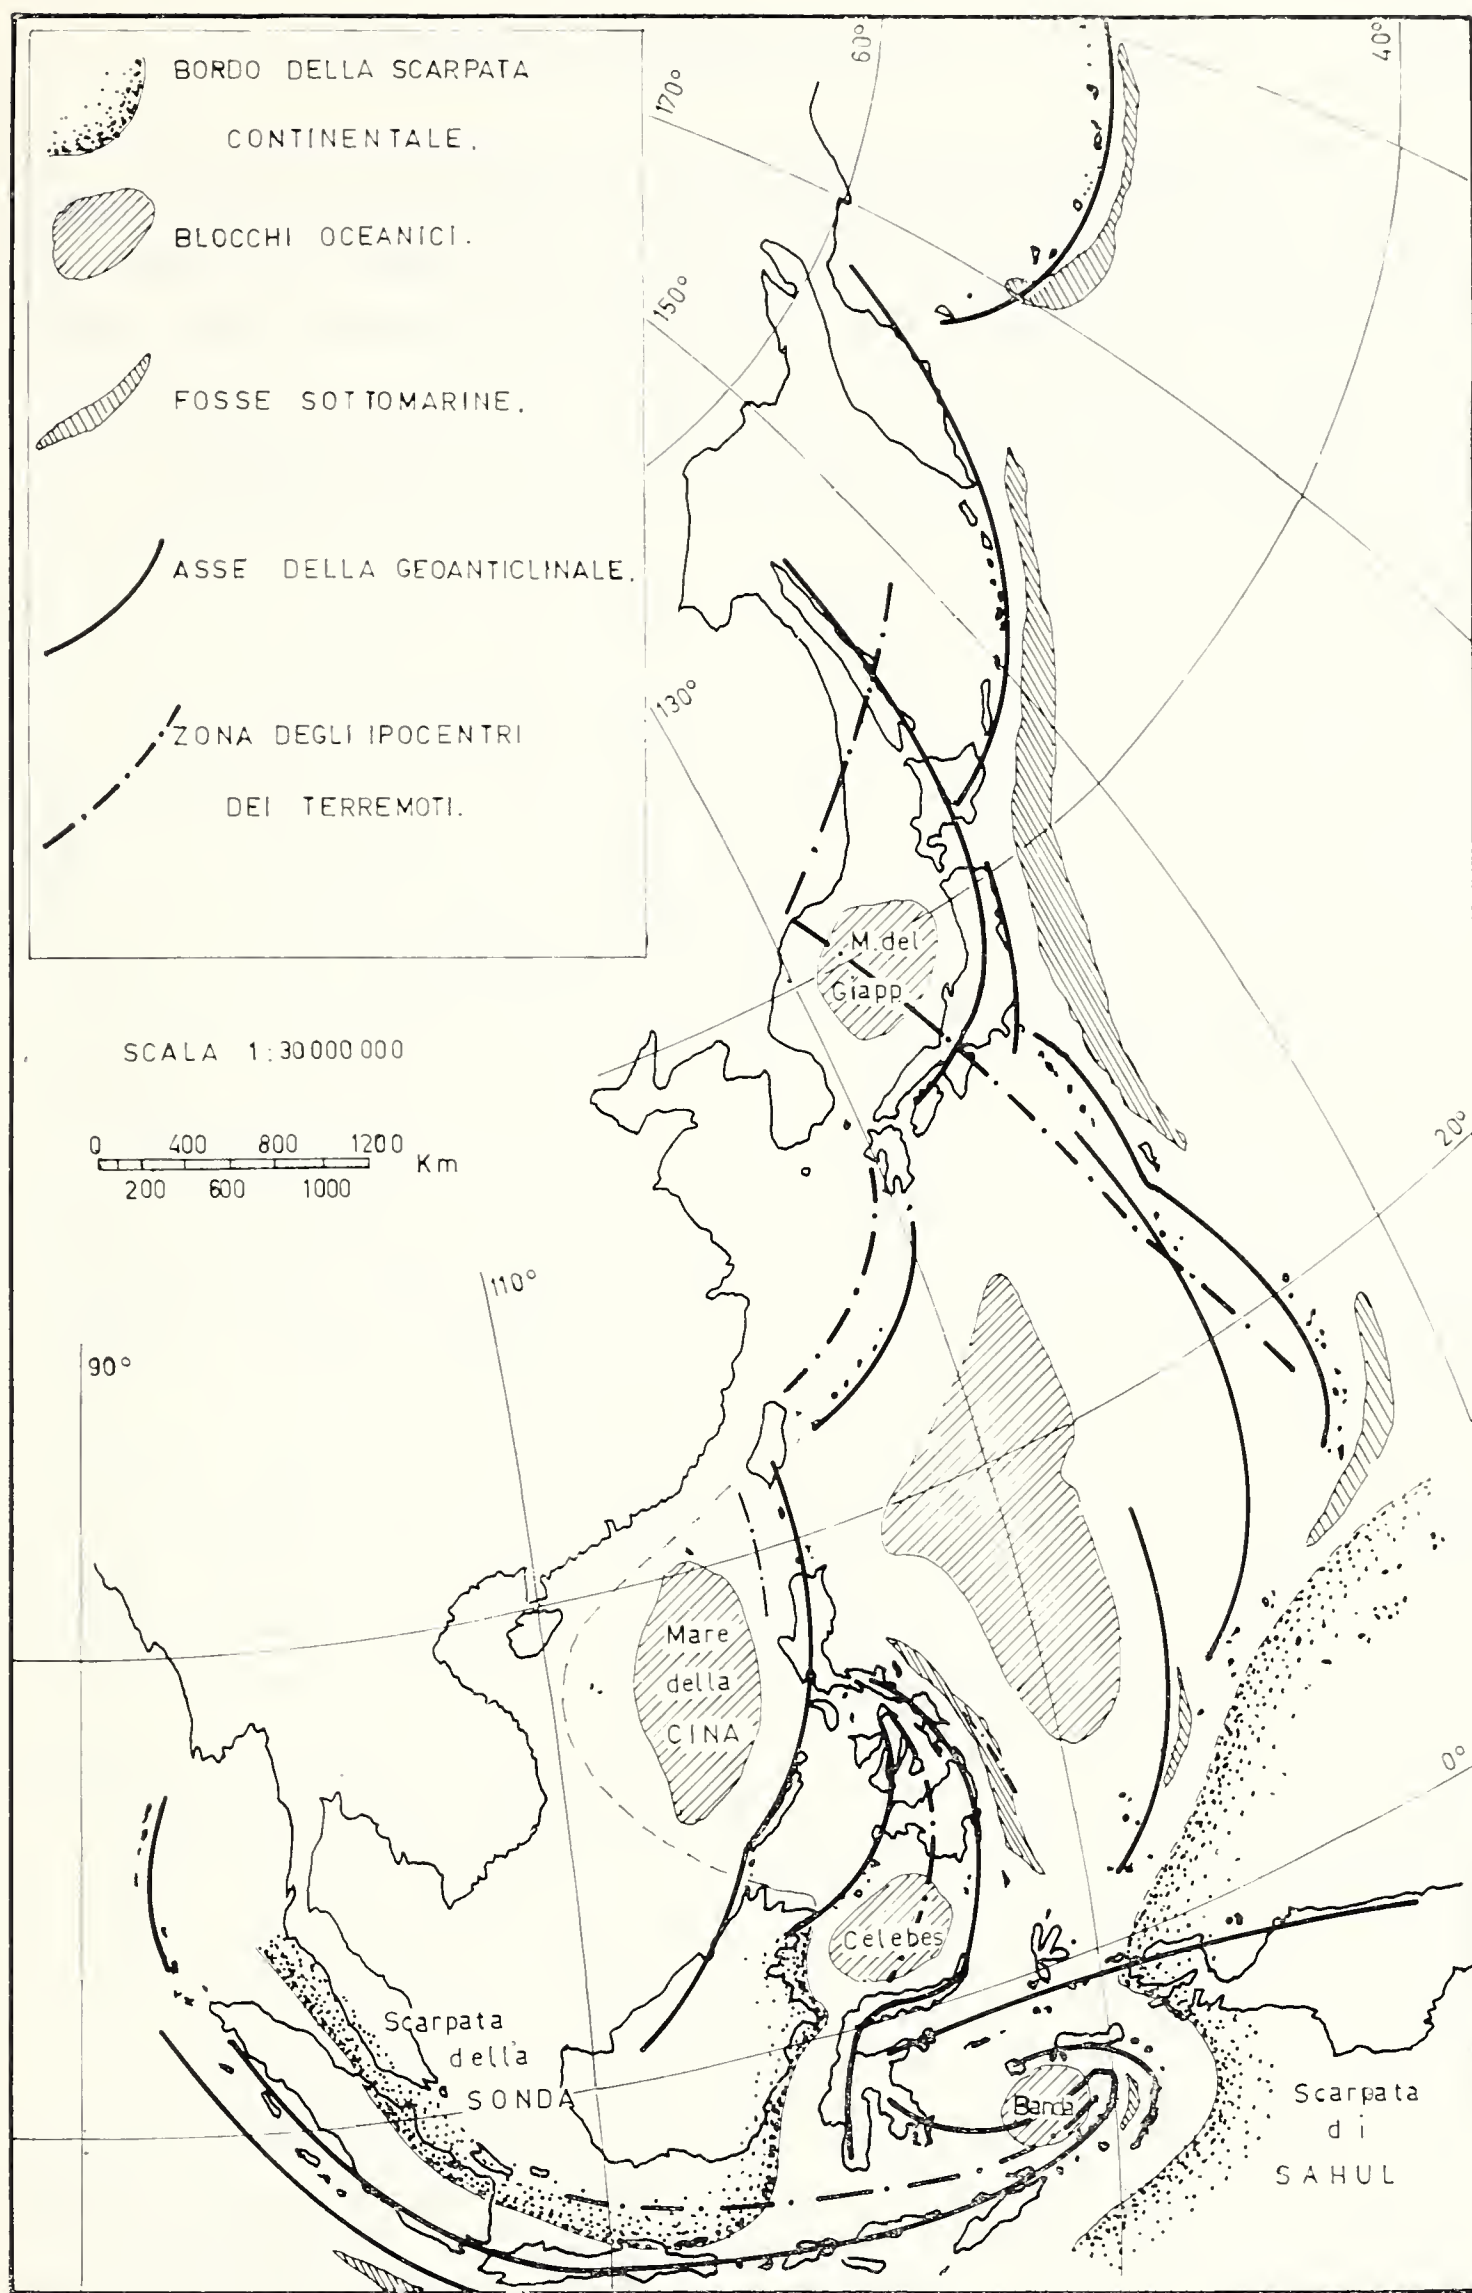 BORDO DELLA SCARPATA
CONTINENTALE.
BLOCCHI OCEANICI.
FOSSE SOTTOMARINE.
ASSE DELLA GEOANTICLINALE.
ZONA DEGLI IPOCENTRI
DEI TERREMOTI.
SCALA 1:30000000
0 400 800 1200 Km
200 600 1000
60°
40°
170°
150°
130°
M. del
Giapp.
20°
110°
90°
Mare
della
CINA
0°
Celebes
Scarpata
della
SONDA
Banda
Scarpata
di
SAHUL